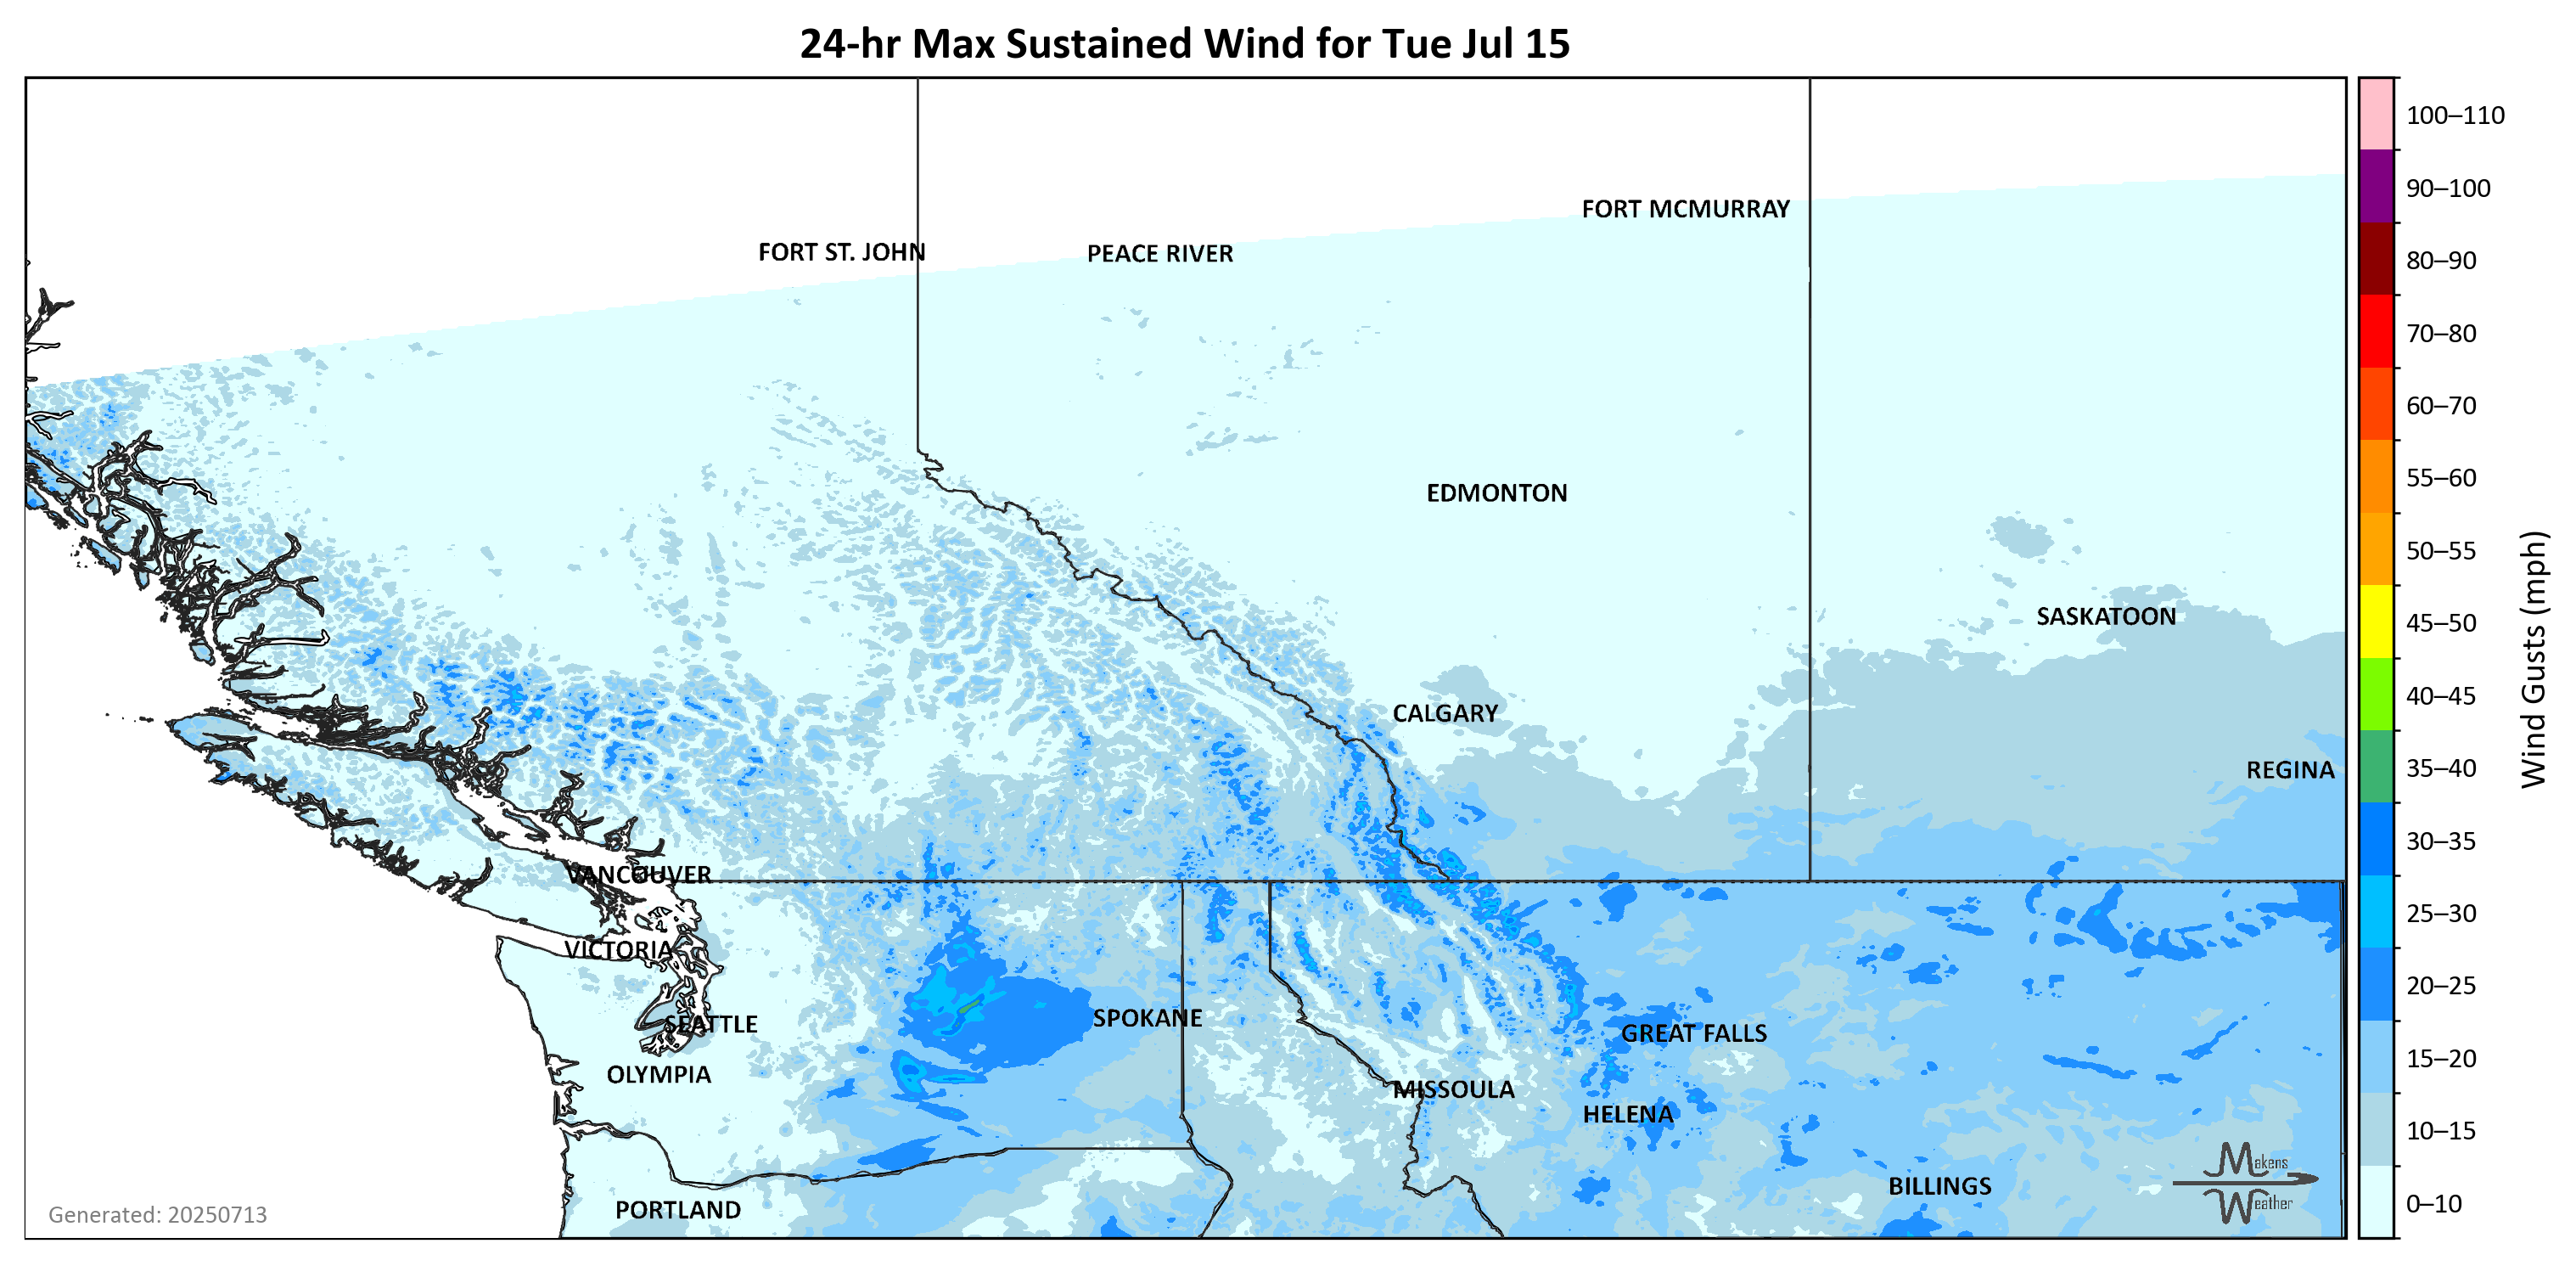 24-hr Max Sustained Wind for Tue Jul 15
FORT MCMURRAY
FORT ST. JOHN
PEACE RIVER
EDMONTON
SASKATOON
CALGARY
REGINA
VANCOUVER
VICTORIA
SEATTLE
SPOKANE
GREAT FALLS
OLYMPIA
MISSOULA
HELENA
BILLINGS
PORTLAND
Generated: 20250713
Makens
Weather
100–110
90–100
80–90
70–80
60–70
55–60
50–55
45–50
40–45
35–40
30–35
25–30
20–25
15–20
10–15
0–10
Wind Gusts (mph)